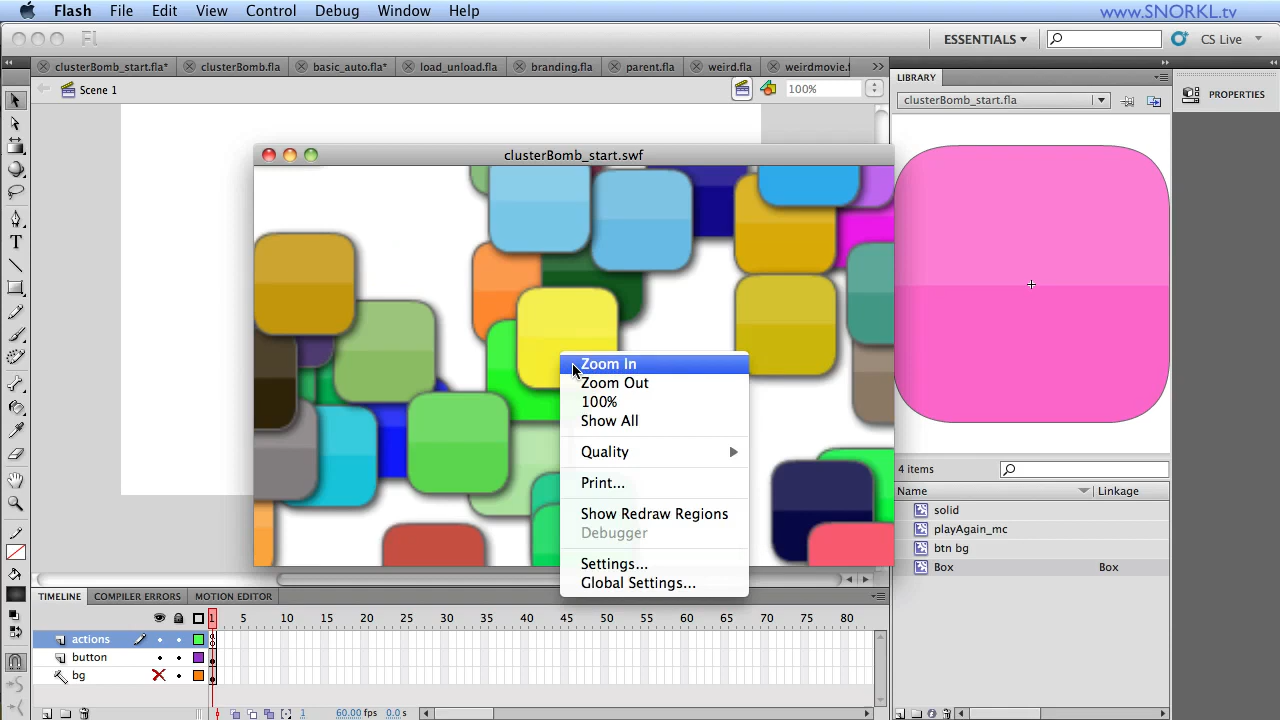 Flash File Edit View Control Debug Window Help www.SNORKL.tv
Fl ESSENTIALS CS Live
clusterBomb_start.fla* clusterBomb.fla basic_auto.fla* load_unload.fla branding.fla parent.fla weird.fla weirdmovie.f
Scene 1 100%
LIBRARY
PROPERTIES
clusterBomb_start.fla
clusterBomb_start.swf
Zoom In
Zoom Out
100%
Show All
Quality
Print...
Show Redraw Regions
Debugger
Settings...
Global Settings...
4 items
Name Linkage
solid
playAgain_mc
btn bg
Box Box
TIMELINE COMPILER ERRORS MOTION EDITOR
1 5 10 15 20 25 30 35 40 45 50 55 60 65 70 75 80
actions
button
bg
1 60.00 fps 0.0 s